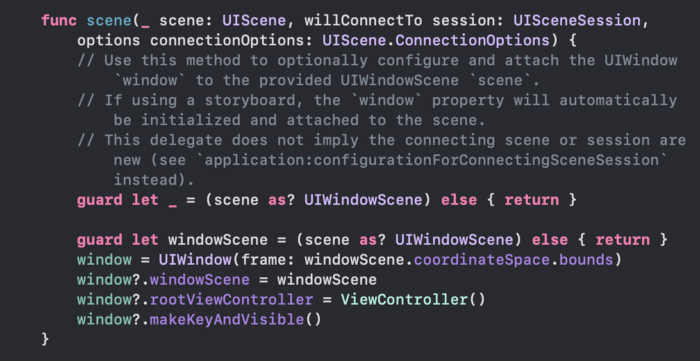 func scene(_ scene: UIScene, willConnectTo session: UISceneSession,
options connectionOptions: UIScene.ConnectionOptions) {
// Use this method to optionally configure and attach the UIWindow
`window` to the provided UIWindowScene `scene`.
// If using a storyboard, the `window` property will automatically
be initialized and attached to the scene.
// This delegate does not imply the connecting scene or session are
new (see `application:configurationForConnectingSceneSession`
instead).
guard let _ = (scene as? UIWindowScene) else { return }
guard let windowScene = (scene as? UIWindowScene) else { return }
window = UIWindow(frame: windowScene.coordinateSpace.bounds)
window?.windowScene = windowScene
window?.rootViewController = ViewController()
window?.makeKeyAndVisible()
}